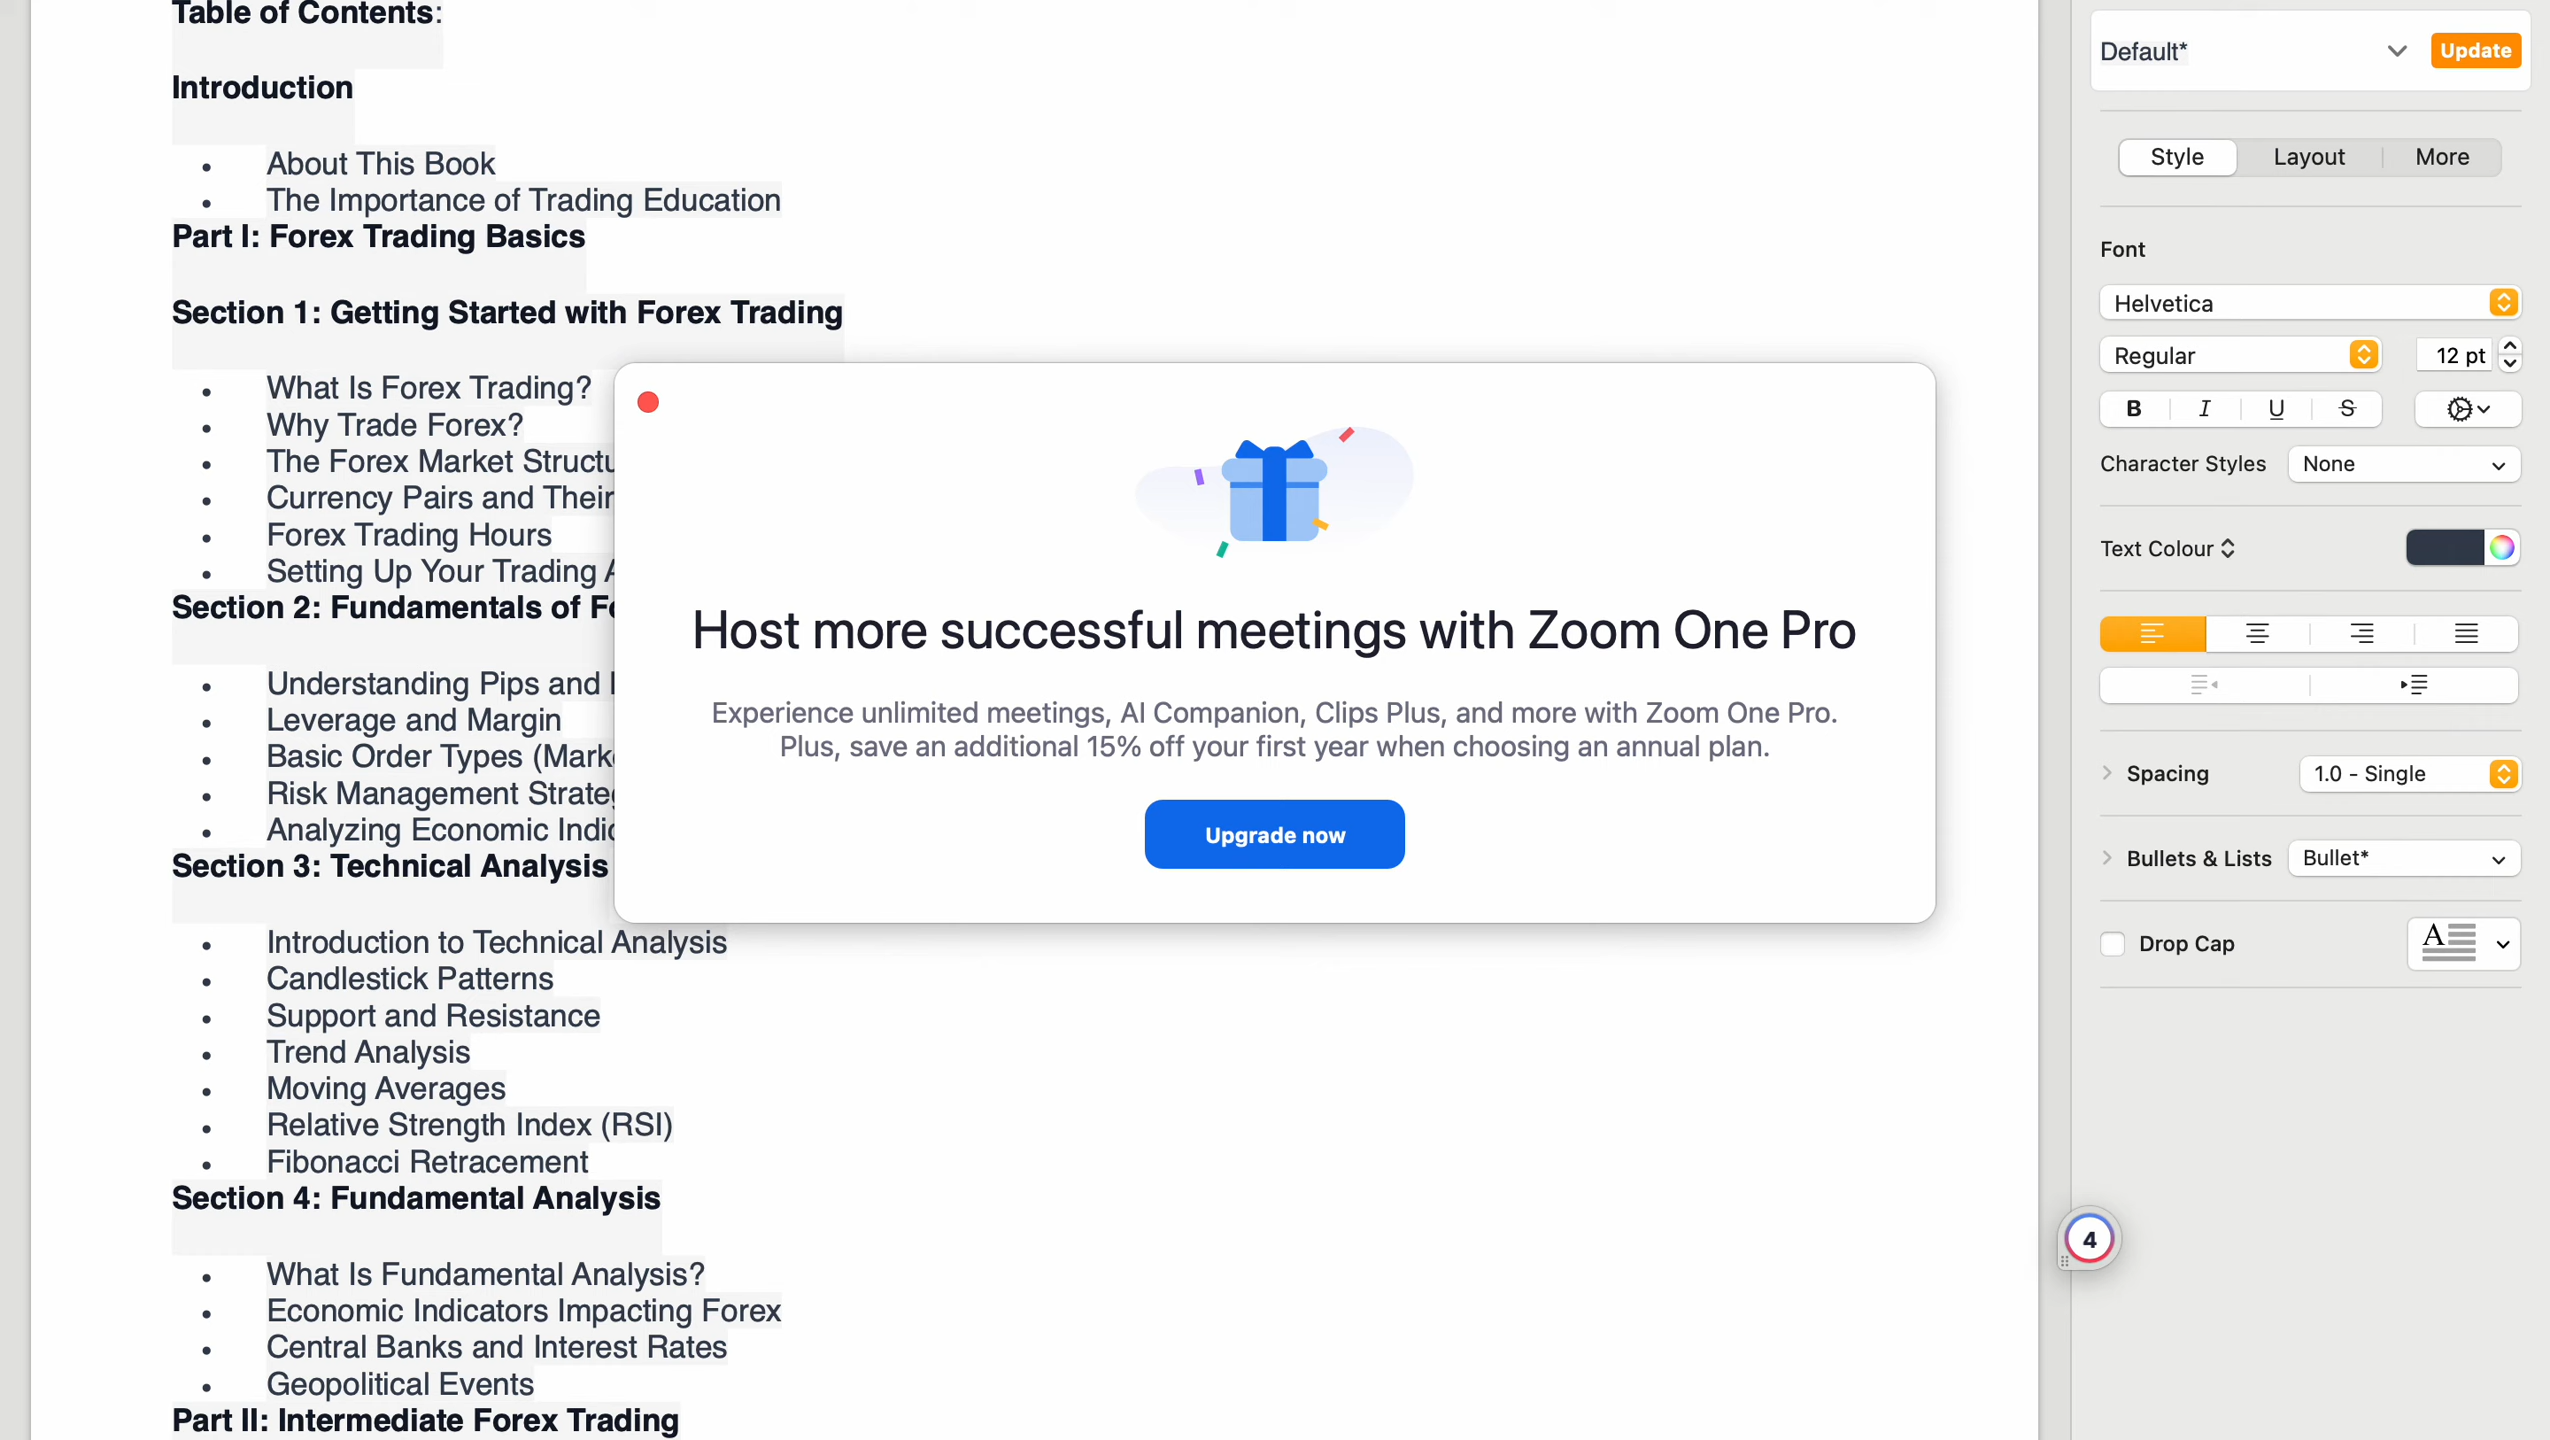 Table of Contents:
Introduction
• About This Book
• The Importance of Trading Education
Part I: Forex Trading Basics
Section 1: Getting Started with Forex Trading
• What Is Forex Trading?
• Why Trade Forex?
• The Forex Market
• Currency Pairs and Their
• Forex Trading Hours
• Setting Up Your Trading
Section 2: Fundamentals of
• Understanding Pips and
• Leverage and Margin
• Basic Order Types
• Risk Management
• Analyzing Economic
Section 3: Technical Analysis
• Introduction to Technical Analysis
• Candlestick Patterns
• Support and Resistance
• Trend Analysis
• Moving Averages
• Relative Strength Index (RSI)
• Fibonacci Retracement
Section 4: Fundamental Analysis
• What Is Fundamental Analysis?
• Economic Indicators Impacting Forex
• Central Banks and Interest Rates
• Geopolitical Events
Part II: Intermediate Forex Trading
Host more successful meetings with Zoom One Pro
Experience unlimited meetings, AI Companion, Clips Plus, and more with Zoom One Pro.
Plus, save an additional 15% off your first year when choosing an annual plan.
Upgrade now
Default* Update
Style Layout More
Font
Helvetica
Regular 12 pt
B I U S
Character Styles None
Text Colour
Spacing 1.0 - Single
Bullets & Lists Bullet*
Drop Cap A
4